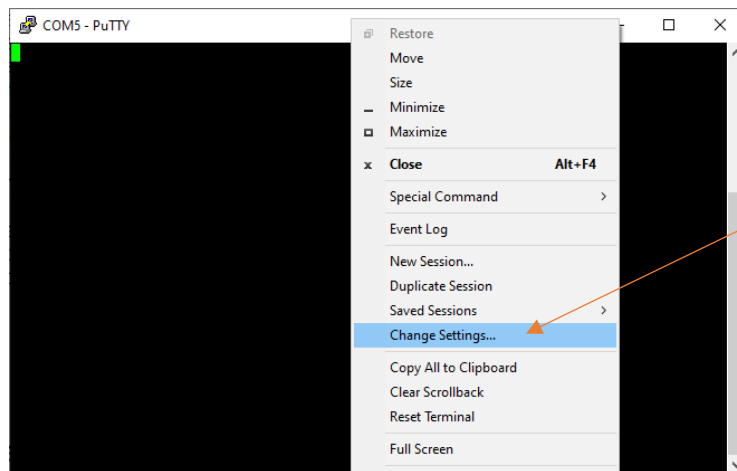 COM5 - PuTTY
Restore
Move
Size
Minimize
Maximize
Close Alt+F4
Special Command
Event Log
New Session...
Duplicate Session
Saved Sessions
Change Settings...
Copy All to Clipboard
Clear Scrollback
Reset Terminal
Full Screen